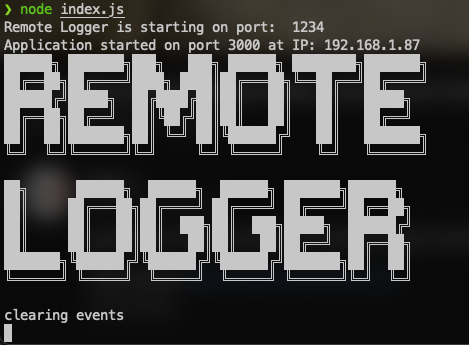 ❯ node index.js
Remote Logger is starting on port:  1234
Application started on port 3000 at IP: 192.168.1.87
REMOTE
LOGGER
clearing events